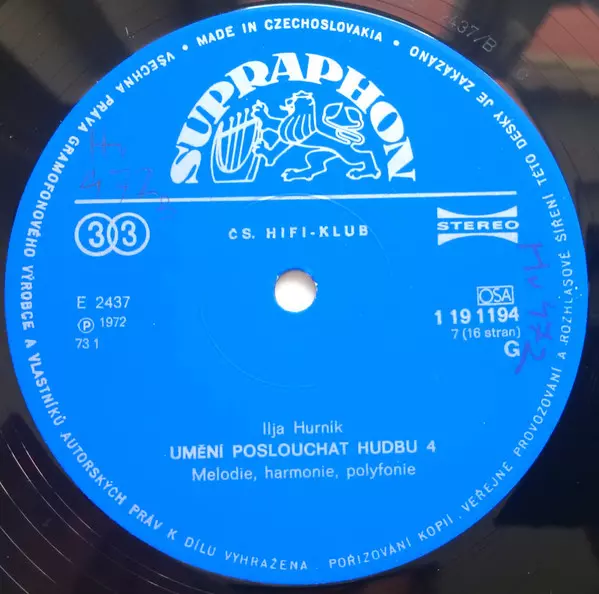 VŠECHNA PRÁVA GRAMOFONOVÉHO VÝROBCE A VLASTNÍKŮ AUTORSKÝCH PRÁV K DÍLU VYHRAŽENA. POŘIZOVÁNÍ KOPIÍ, VEŘEJNÉ PROVOZOVÁNÍ A ROZHLASOVÉ ŠÍŘENÍ TÉTO DESKY JE ZAKÁZÁNO • MADE IN CZECHOSLOVAKIA •
2437/B
SUPRAPHON
33
ČS. HIFI-KLUB
STEREO
E 2437
Ⓟ 1972
73 1
OSA
1 19 1194
7 (16 stran)
G
Ilja Hurník
UMĚNÍ POSLOUCHAT HUDBU 4
Melodie, harmonie, polyfonie